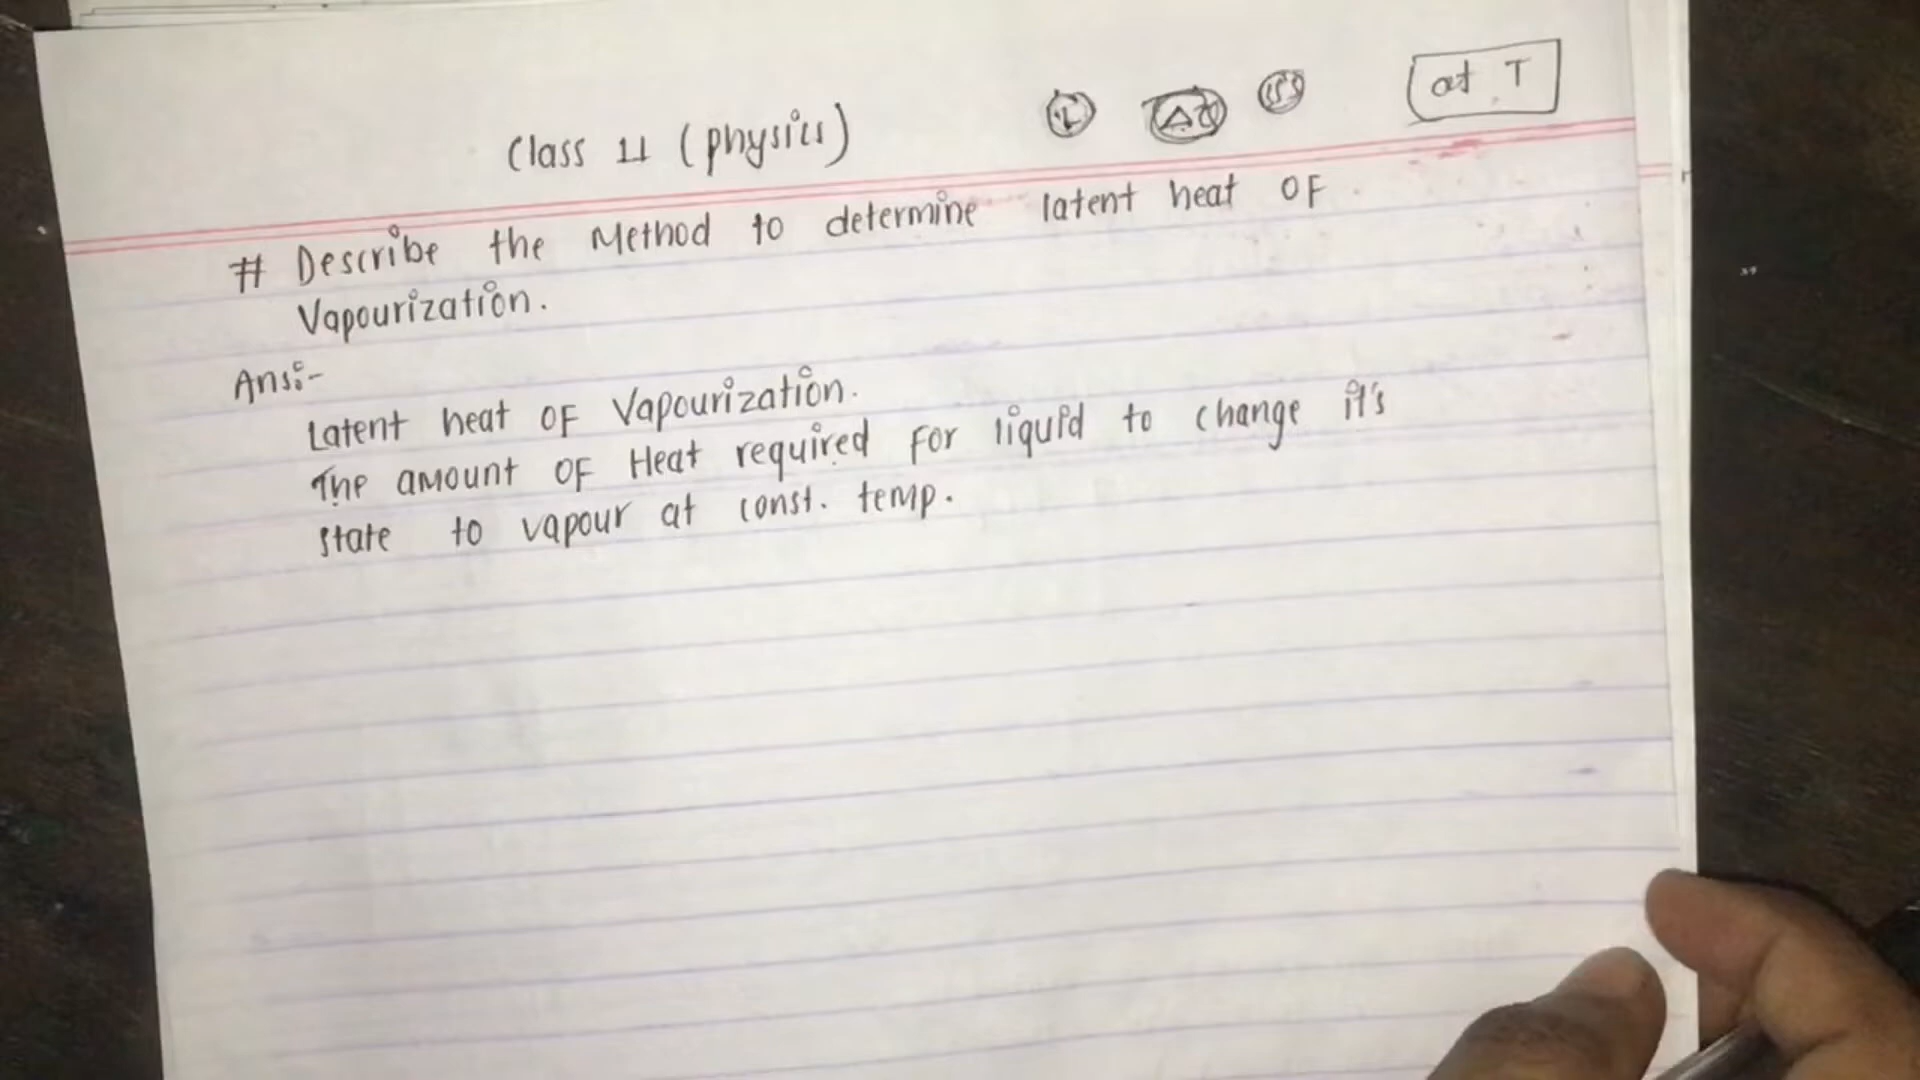 at T
Class 11 (physics)
# Describe the Method to determine latent heat OF
Vapourization.
Ans:-
Latent heat OF Vapourization.
The amount OF Heat required For liquid to change it's
state to vapour at const. temp.